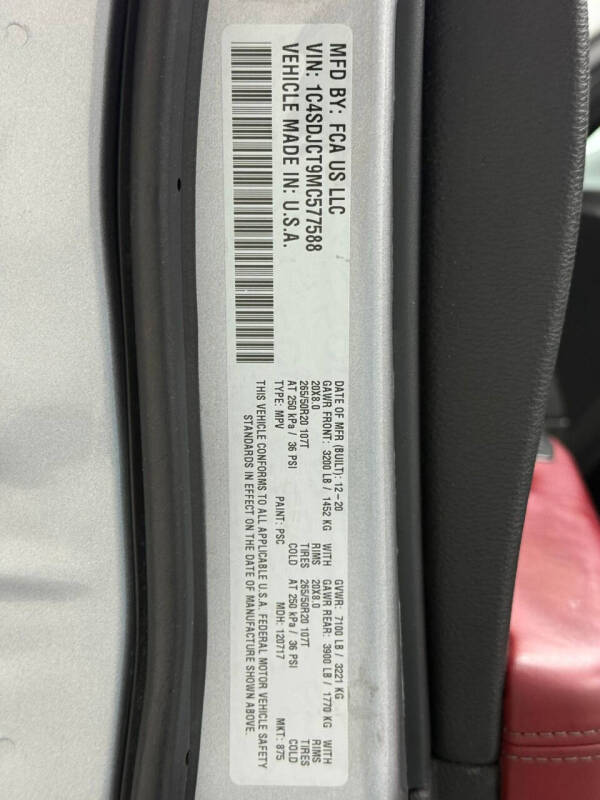 MFD BY: FCA US LLC
VIN: 1C4SDJCT9MC577588
VEHICLE MADE IN: U.S.A.
DATE OF MFR (BUILT): 12-20 GVWR: 7100 LB / 3221 KG
GAWR FRONT: 3200 LB / 1452 KG WITH GAWR REAR: 3900 LB / 1770 KG WITH
20X8.0 RIMS 20X8.0 RIMS
265/50R20 107T TIRES 265/50R20 107T TIRES
AT 250 kPa / 36 PSI COLD AT 250 kPa / 36 PSI COLD
TYPE: MPV PAINT: PSC MDH: 120717 MKT: 875
THIS VEHICLE CONFORMS TO ALL APPLICABLE U.S.A. FEDERAL MOTOR VEHICLE SAFETY
STANDARDS IN EFFECT ON THE DATE OF MANUFACTURE SHOWN ABOVE.